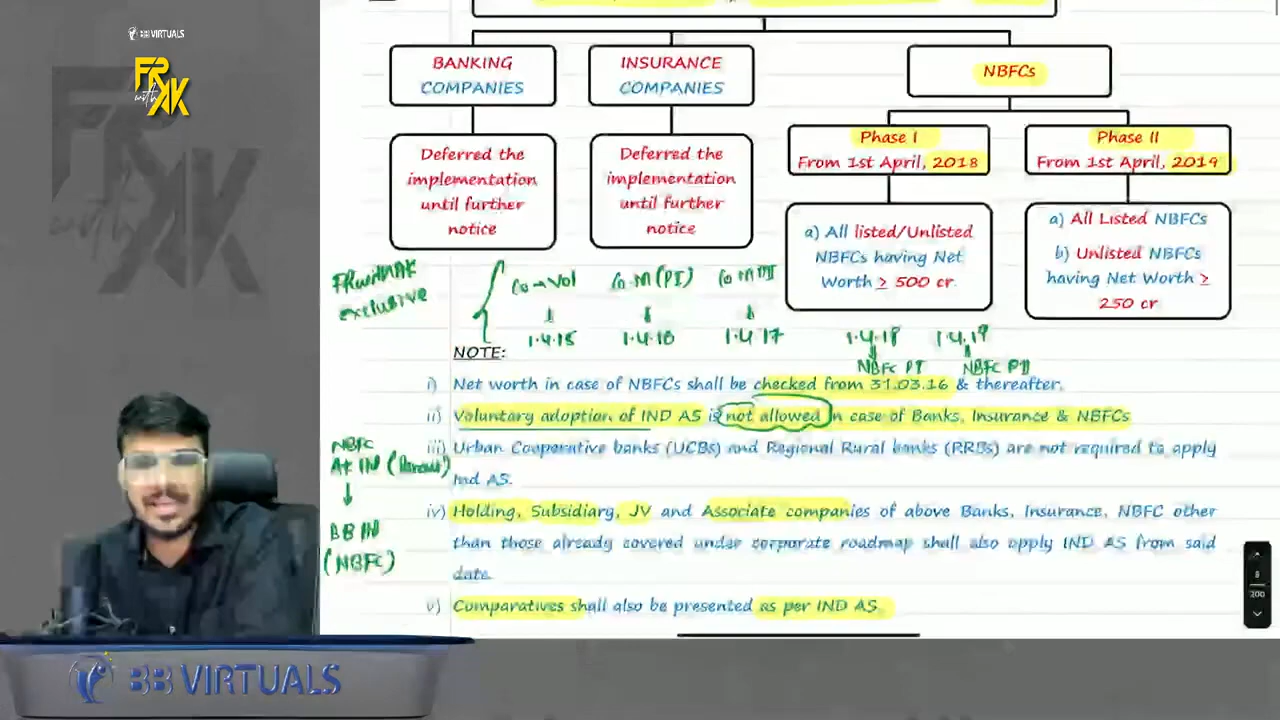 BB VIRTUALS
FR
with
AK
BANKING
COMPANIES
INSURANCE
COMPANIES
NBFCs
Phase I
From 1st April, 2018
Phase II
From 1st April, 2019
Deferred the
implementation
until further
notice
Deferred the
implementation
until further
notice
a) All listed/Unlisted
NBFCs having Net
Worth ≥ 500 cr.
a) All Listed NBFCs
b) Unlisted NBFCs
having Net Worth ≥
250 cr
FRwithAK
exclusive
Co → Vol
Co. M (PI)
Co. M PII
1.4.15
1.4.16
1.4.17
1.4.18
1.4.19
NBFC PI
NBFC PII
NOTE:
i) Net worth in case of NBFCs shall be checked from 31.03.16 & thereafter.
ii) Voluntary adoption of IND AS is not allowed in case of Banks, Insurance & NBFCs
iii) Urban Cooperative banks (UCBs) and Regional Rural banks (RRBs) are not required to apply
Ind AS.
iv) Holding, Subsidiary, JV and Associate companies of above Banks, Insurance, NBFC other
than those already covered under corporate roadmap shall also apply IND AS from said
date.
v) Comparatives shall also be presented as per IND AS.
NBFC
(NBFC)
BB VIRTUALS
8
200